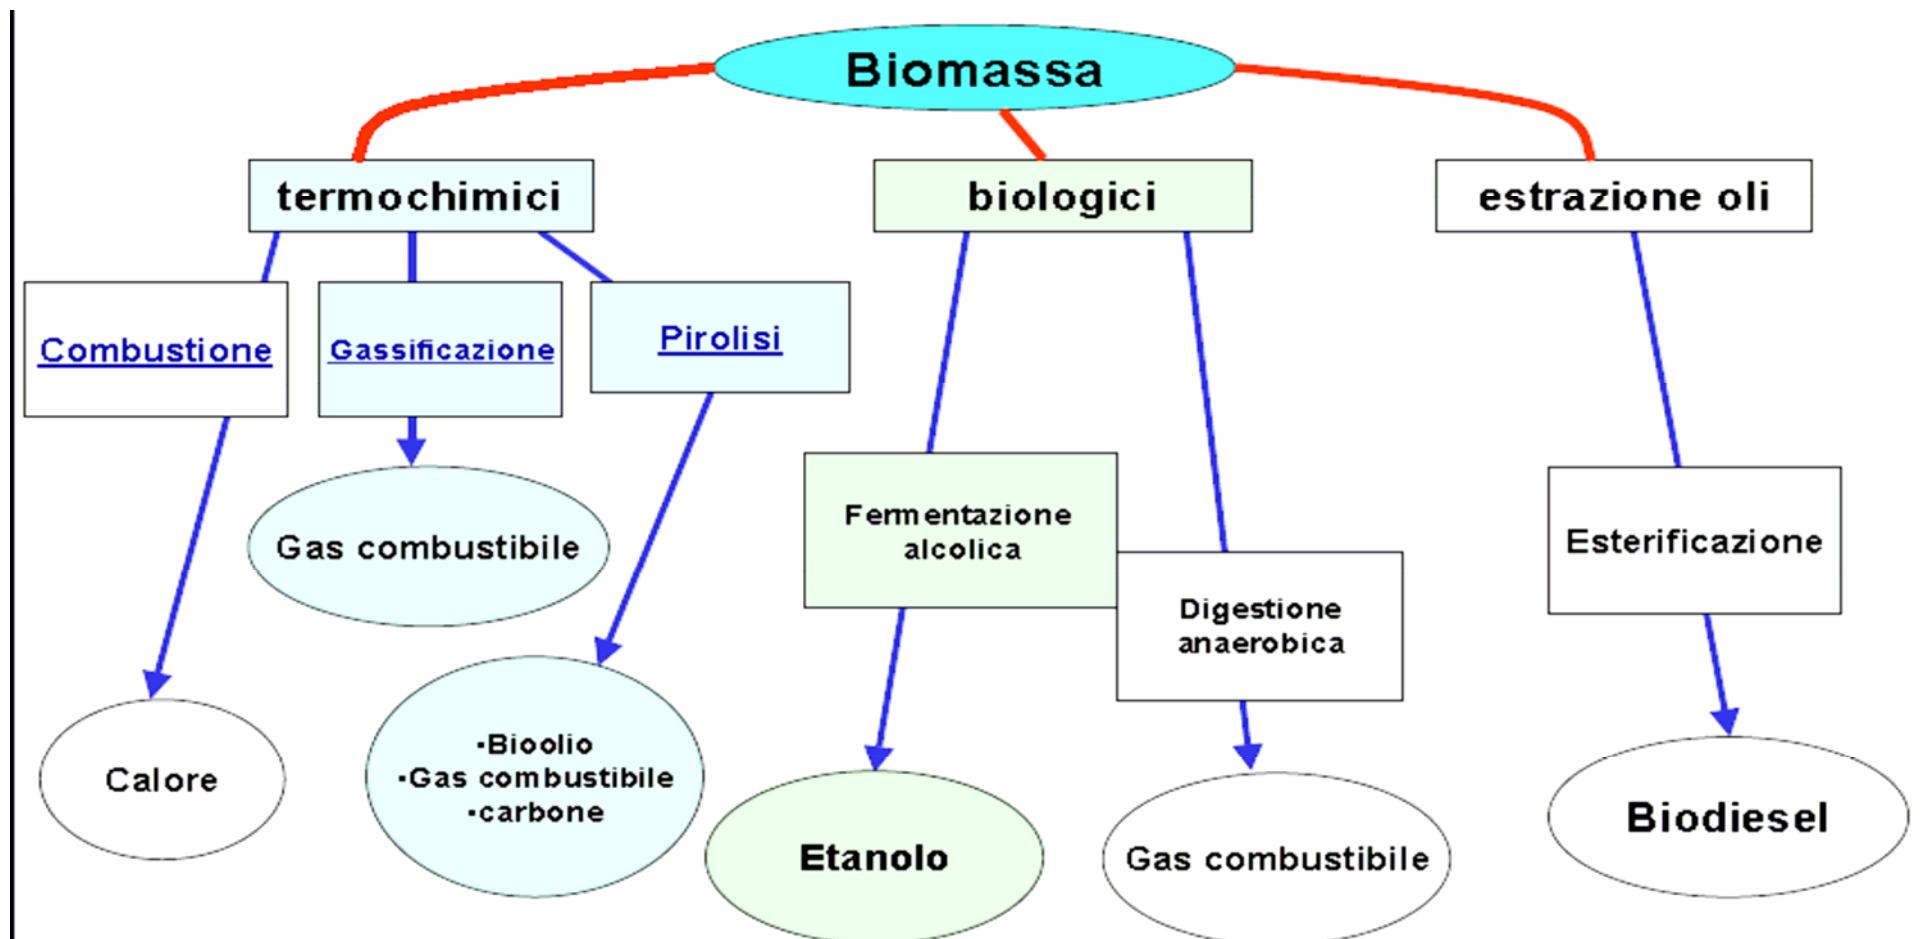 Biomassa
termochimici
biologici
estrazione oli
Combustione
Gassificazione
Pirolisi
Gas combustibile
Fermentazione
alcolica
Esterificazione
Digestione
anaerobica
Calore
▪Bioolio
▪Gas combustibile
▪carbone
Etanolo
Gas combustibile
Biodiesel